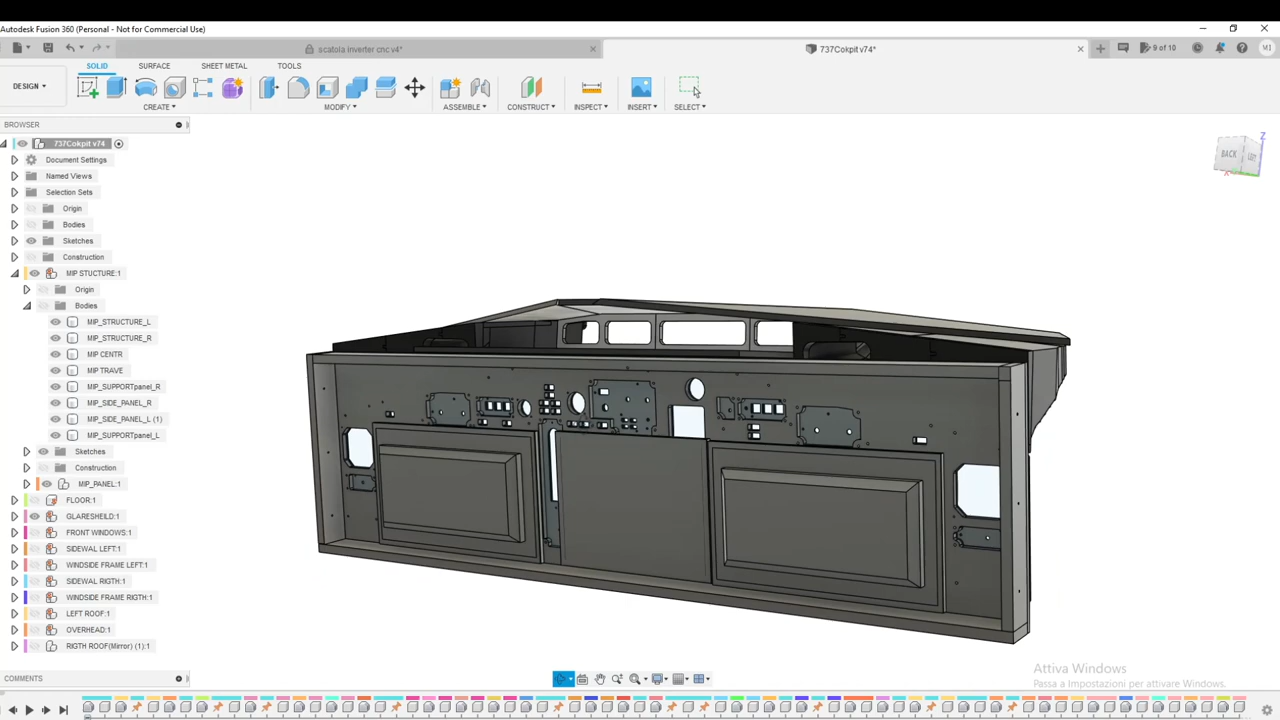 Autodesk Fusion 360 (Personal - Not for Commercial Use)
scatola inverter cnc v4*
737Cokpit v74*
9 of 10
MI
SOLID SURFACE SHEET METAL TOOLS
DESIGN
CREATE MODIFY ASSEMBLE CONSTRUCT INSPECT INSERT SELECT
BROWSER
737Cokpit v74
Document Settings
Named Views
Selection Sets
Origin
Bodies
Sketches
Construction
MIP STUCTURE:1
Origin
Bodies
MIP_STRUCTURE_L
MIP_STRUCTURE_R
MIP CENTR
MIP TRAVE
MIP_SUPPORTpanel_R
MIP_SIDE_PANEL_R
MIP_SIDE_PANEL_L (1)
MIP_SUPPORTpanel_L
Sketches
Construction
MIP_PANEL:1
FLOOR:1
GLARESHEILD:1
FRONT WINDOWS:1
SIDEWAL LEFT:1
WINDSIDE FRAME LEFT:1
SIDEWAL RIGTH:1
WINDSIDE FRAME RIGTH:1
LEFT ROOF:1
OVERHEAD:1
RIGTH ROOF(Mirror) (1):1
COMMENTS
BACK
LEFT
Z
X
Attiva Windows
Passa a Impostazioni per attivare Windows.